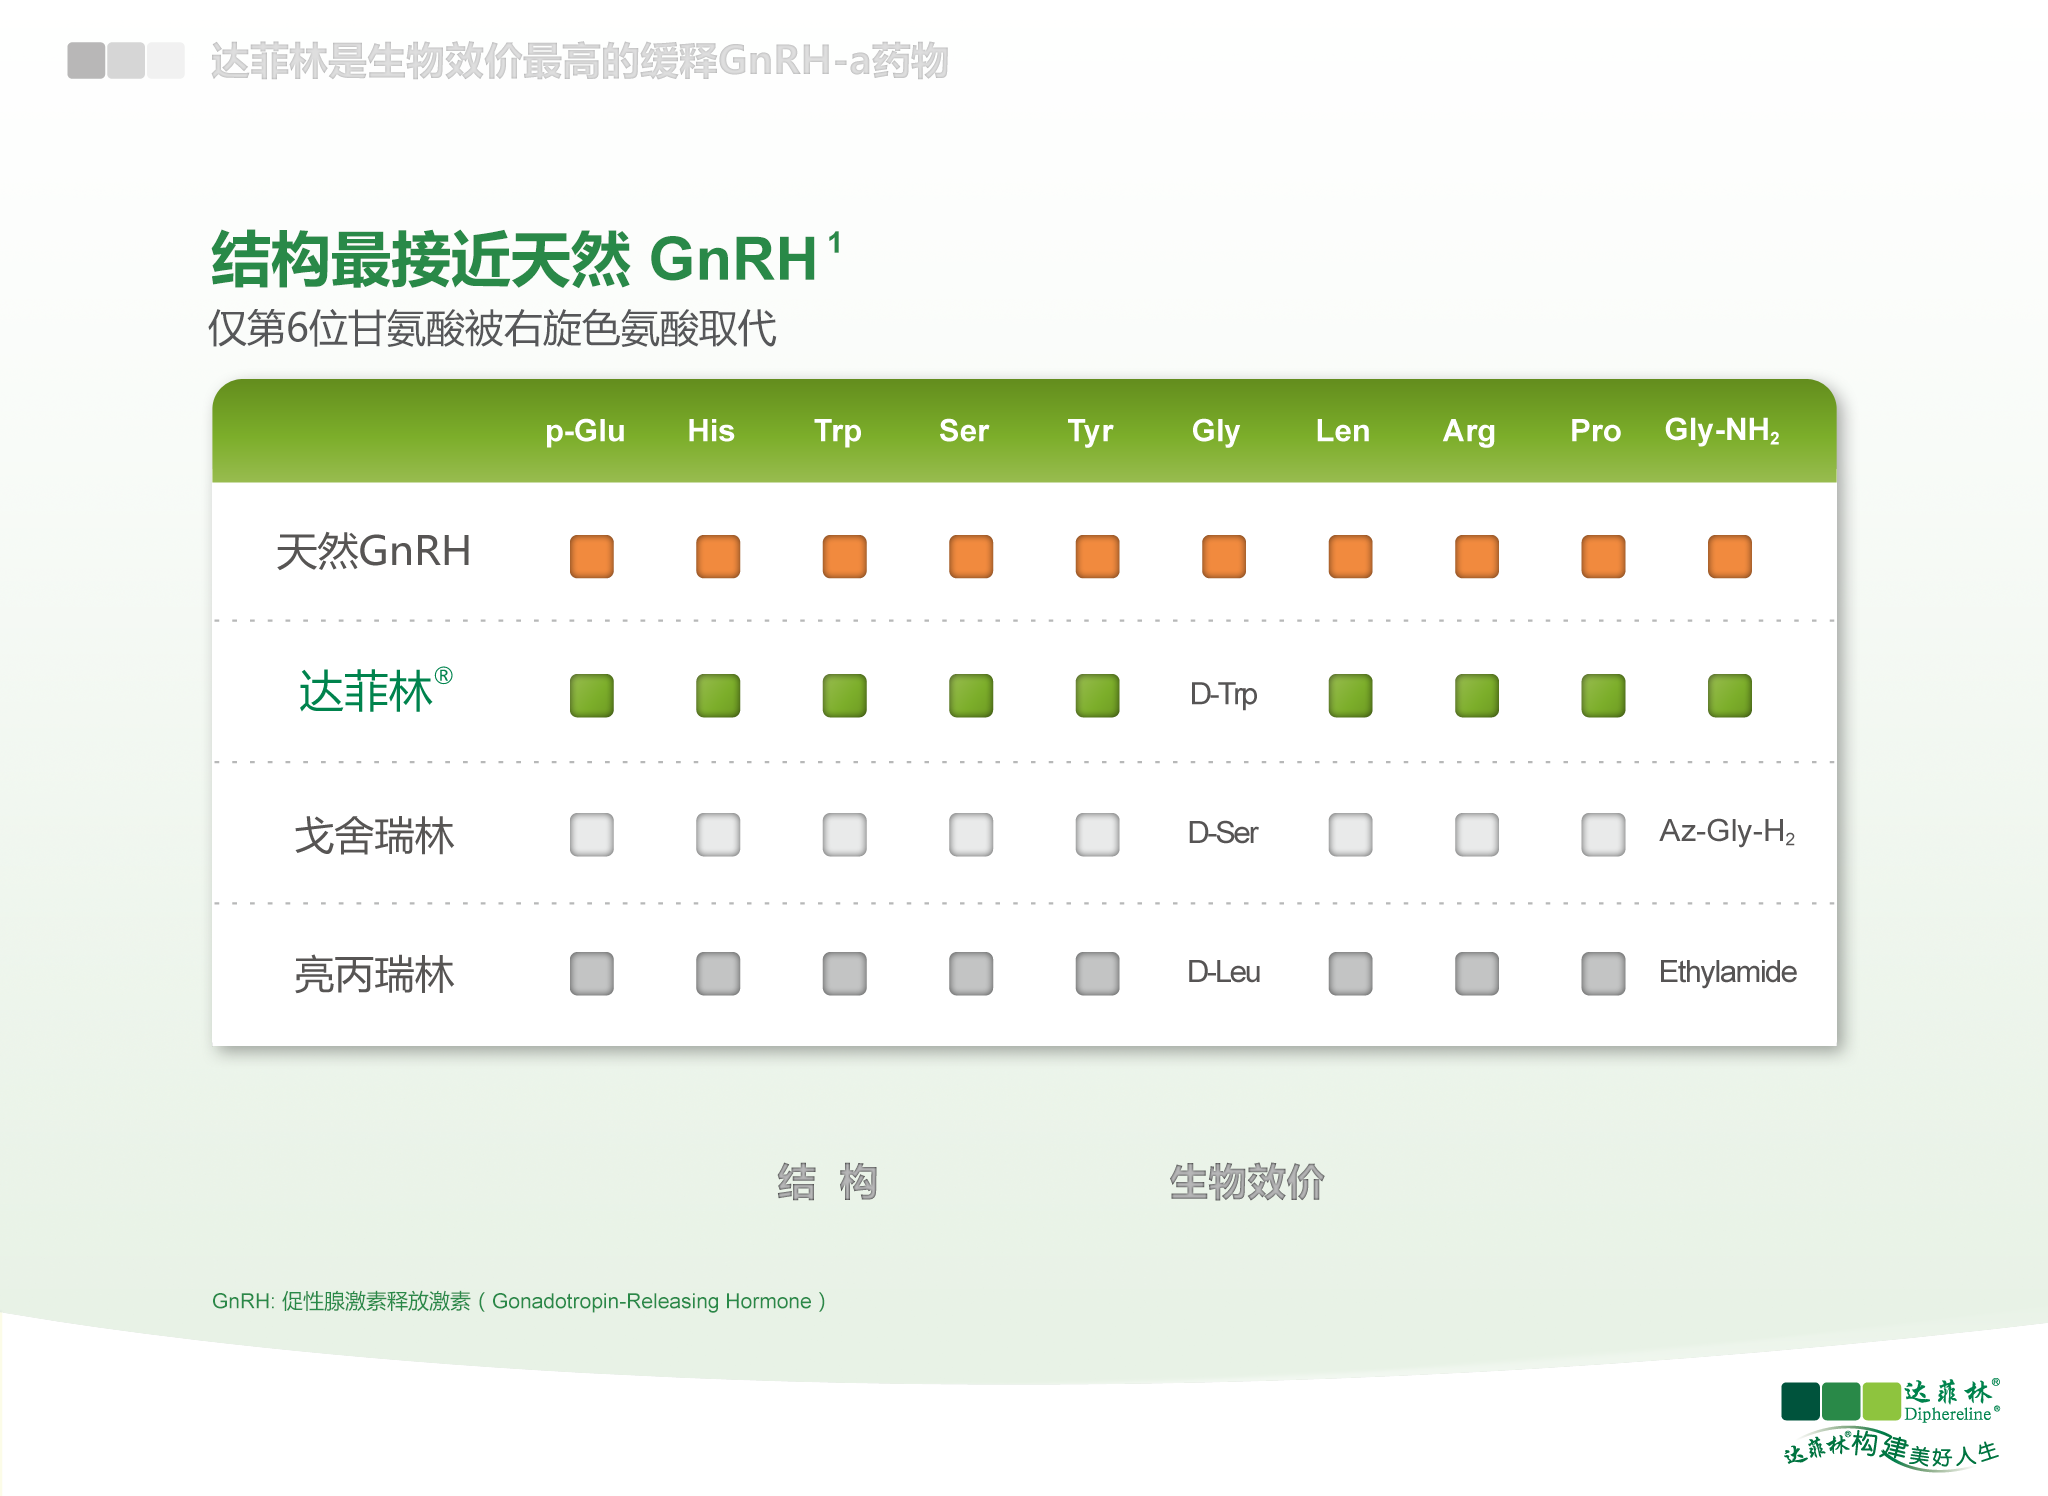 达菲林是生物效价最高的缓释GnRH-a药物
结构最接近天然 GnRH¹
仅第6位甘氨酸被右旋色氨酸取代
p-Glu His Trp Ser Tyr Gly Len Arg Pro Gly-NH₂
天然GnRH
达菲林® D-Trp
戈舍瑞林 D-Ser Az-Gly-H₂
亮丙瑞林 D-Leu Ethylamide
结 构 生物效价
GnRH: 促性腺激素释放激素（Gonadotropin-Releasing Hormone）
达菲林®
Diphereline®
达菲林®构建美好人生